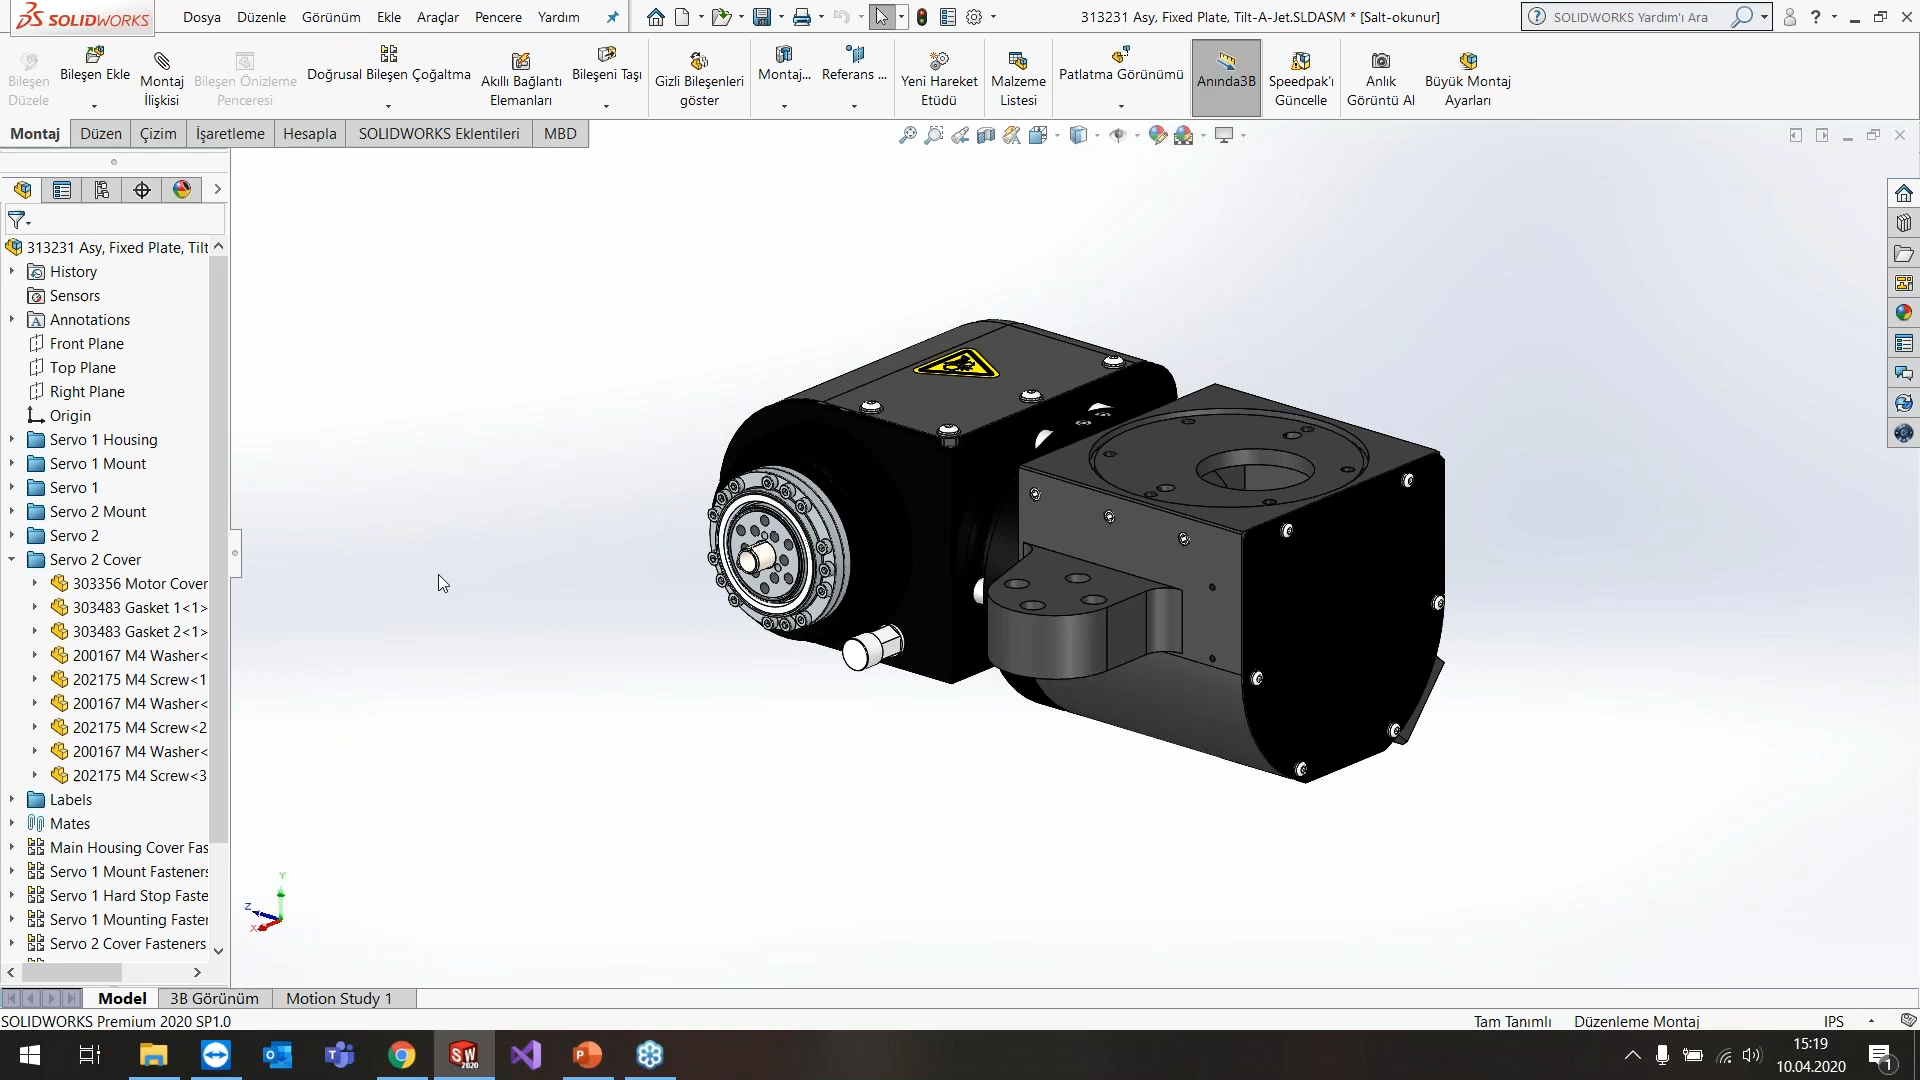 SOLIDWORKS Dosya Düzenle Görünüm Ekle Araçlar Pencere Yardım 313231 Asy, Fixed Plate, Tilt-A-Jet.SLDASM * [Salt-okunur] SOLIDWORKS Yardım'ı Ara
Bileşen Düzele
Bileşen Ekle
Montaj İlişkisi
Bileşen Önizleme Penceresi
Doğrusal Bileşen Çoğaltma
Akıllı Bağlantı Elemanları
Bileşeni Taşı
Gizli Bileşenleri göster
Montaj...
Referans ...
Yeni Hareket Etüdü
Malzeme Listesi
Patlatma Görünümü
Anında3B
Speedpak'ı Güncelle
Anlık Görüntü Al
Büyük Montaj Ayarları
Montaj Düzen Çizim İşaretleme Hesapla SOLIDWORKS Eklentileri MBD
313231 Asy, Fixed Plate, Tilt
History
Sensors
Annotations
Front Plane
Top Plane
Right Plane
Origin
Servo 1 Housing
Servo 1 Mount
Servo 1
Servo 2 Mount
Servo 2
Servo 2 Cover
303356 Motor Cover
303483 Gasket 1<1>
303483 Gasket 2<1>
200167 M4 Washer<
202175 M4 Screw<1
200167 M4 Washer<
202175 M4 Screw<2
200167 M4 Washer<
202175 M4 Screw<3
Labels
Mates
Main Housing Cover Fas
Servo 1 Mount Fasteners
Servo 1 Hard Stop Faste
Servo 1 Mounting Faster
Servo 2 Cover Fasteners
Y
Z
X
Model 3B Görünüm Motion Study 1
SOLIDWORKS Premium 2020 SP1.0 Tam Tanımlı Düzenleme Montaj IPS
SW 2020
15:19
10.04.2020
1